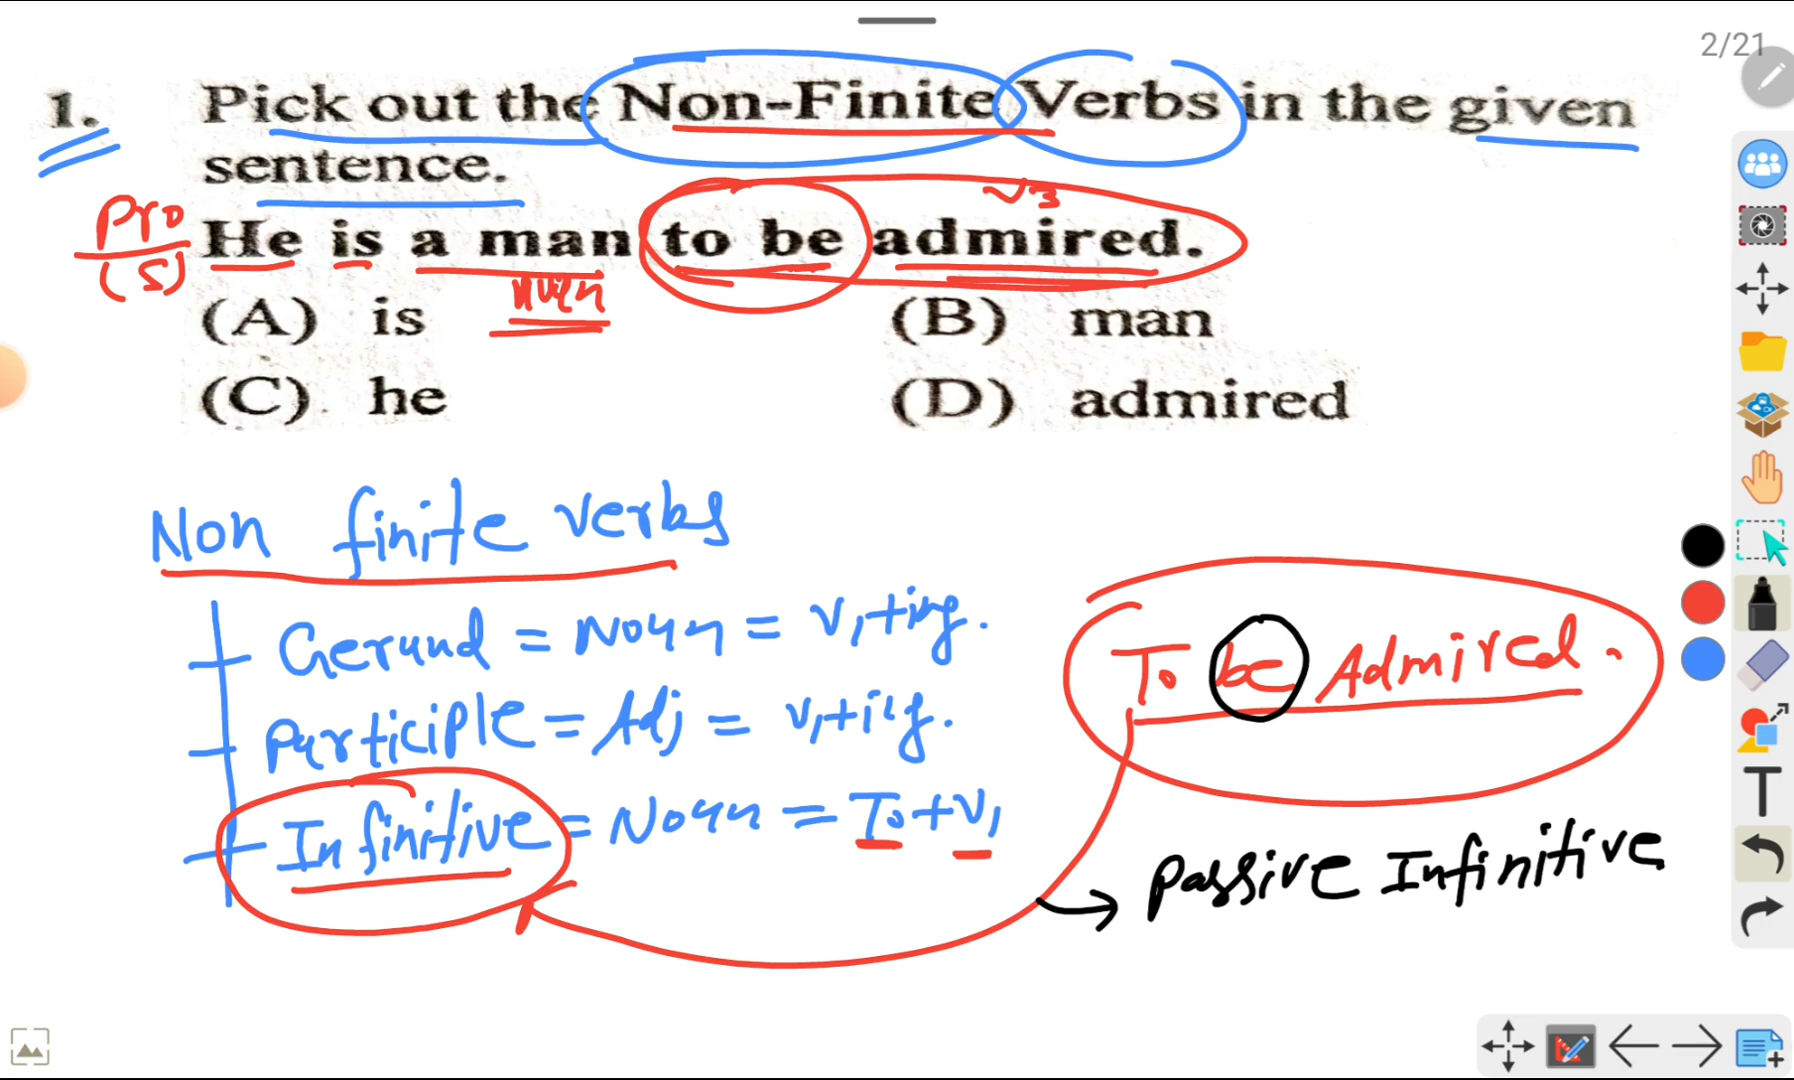 2/21
1. Pick out the Non-Finite Verbs in the given
sentence.
Pro
(S)
V3
He is a man to be admired.
noun
(A) is (B) man
(C) he (D) admired
Non finite verbs
Gerund = Noun = V1+ing.
Participle = Adj = V1+ing.
Infinitive = Noun = To+V1
To be Admired.
Passive Infinitive
T